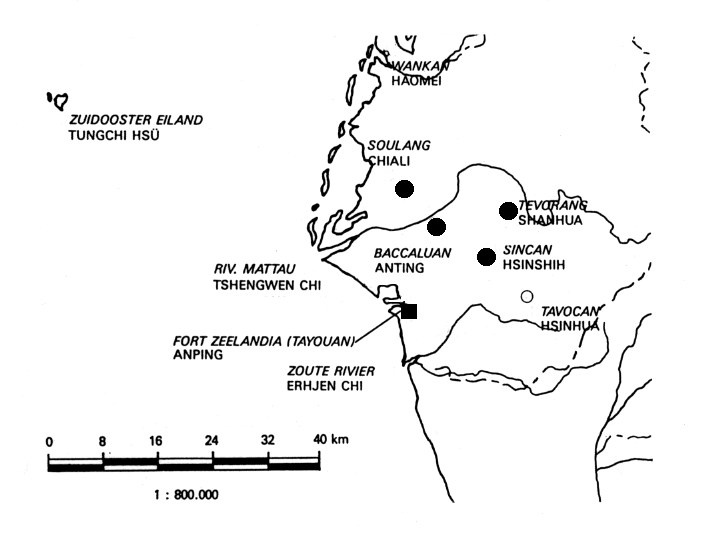 WANKAN
HAOMEI
ZUIDOOSTER EILAND
TUNGCHI HSÜ
SOULANG
CHIALI
TEVORANG
SHANHUA
BACCALUAN
ANTING
SINCAN
HSINSHIH
RIV. MATTAU
TSHENGWEN CHI
TAVOCAN
HSINHUA
FORT ZEELANDIA (TAYOUAN)
ANPING
ZOUTE RIVIER
ERHJEN CHI
0 8 16 24 32 40 km
1 : 800.000